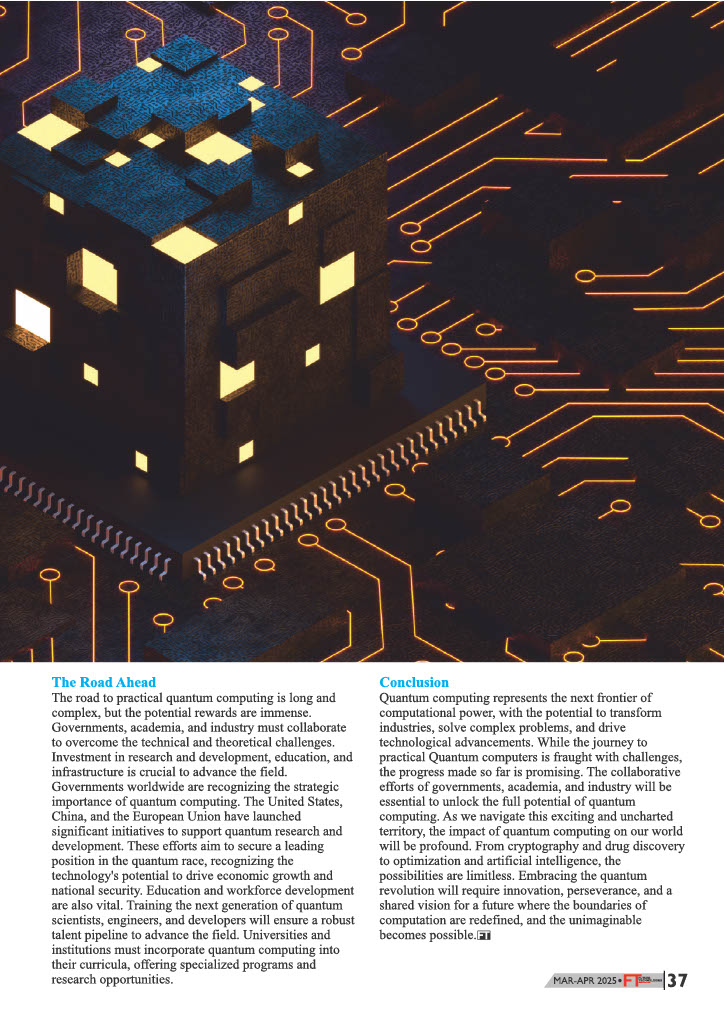 The Road Ahead
The road to practical quantum computing is long and
complex, but the potential rewards are immense.
Governments, academia, and industry must collaborate
to overcome the technical and theoretical challenges.
Investment in research and development, education, and
infrastructure is crucial to advance the field.
Governments worldwide are recognizing the strategic
importance of quantum computing. The United States,
China, and the European Union have launched
significant initiatives to support quantum research and
development. These efforts aim to secure a leading
position in the quantum race, recognizing the
technology's potential to drive economic growth and
national security. Education and workforce development
are also vital. Training the next generation of quantum
scientists, engineers, and developers will ensure a robust
talent pipeline to advance the field. Universities and
institutions must incorporate quantum computing into
their curricula, offering specialized programs and
research opportunities.
Conclusion
Quantum computing represents the next frontier of
computational power, with the potential to transform
industries, solve complex problems, and drive
technological advancements. While the journey to
practical Quantum computers is fraught with challenges,
the progress made so far is promising. The collaborative
efforts of governments, academia, and industry will be
essential to unlock the full potential of quantum
computing. As we navigate this exciting and uncharted
territory, the impact of quantum computing on our world
will be profound. From cryptography and drug discovery
to optimization and artificial intelligence, the
possibilities are limitless. Embracing the quantum
revolution will require innovation, perseverance, and a
shared vision for a future where the boundaries of
computation are redefined, and the unimaginable
becomes possible. FT
MAR-APR 2025 • FT 37